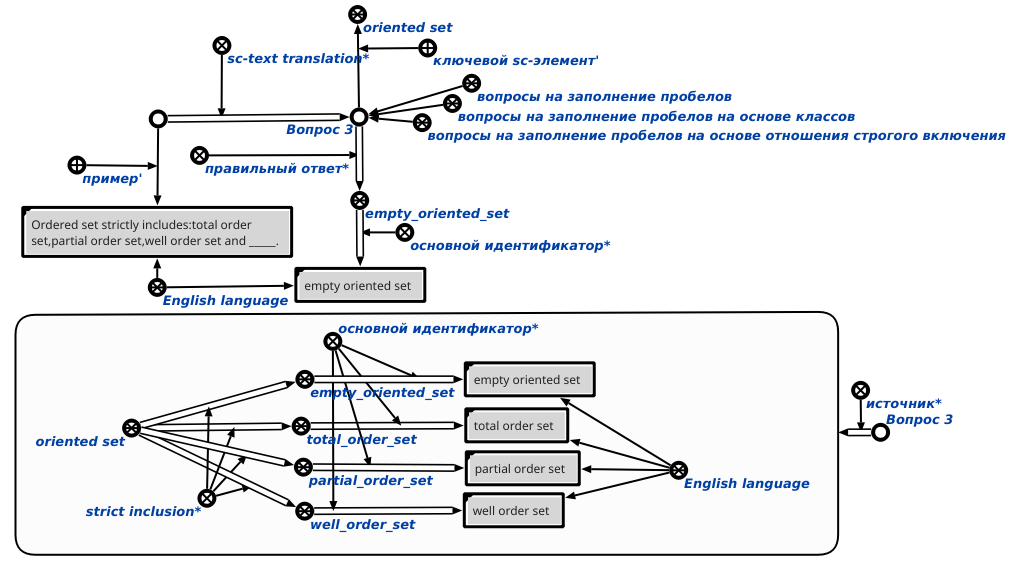 oriented set
sc-text translation*
ключевой sc-элемент'
вопросы на заполнение пробелов
вопросы на заполнение пробелов на основе классов
Вопрос 3
вопросы на заполнение пробелов на основе отношения строгого включения
пример'
правильный ответ*
Ordered set strictly includes:total order
set,partial order set,well order set and _____.
empty_oriented_set
основной идентификатор*
English language
empty oriented set
основной идентификатор*
empty_oriented_set
empty oriented set
источник*
Вопрос 3
oriented set
total_order_set
total order set
partial_order_set
partial order set
English language
strict inclusion*
well_order_set
well order set